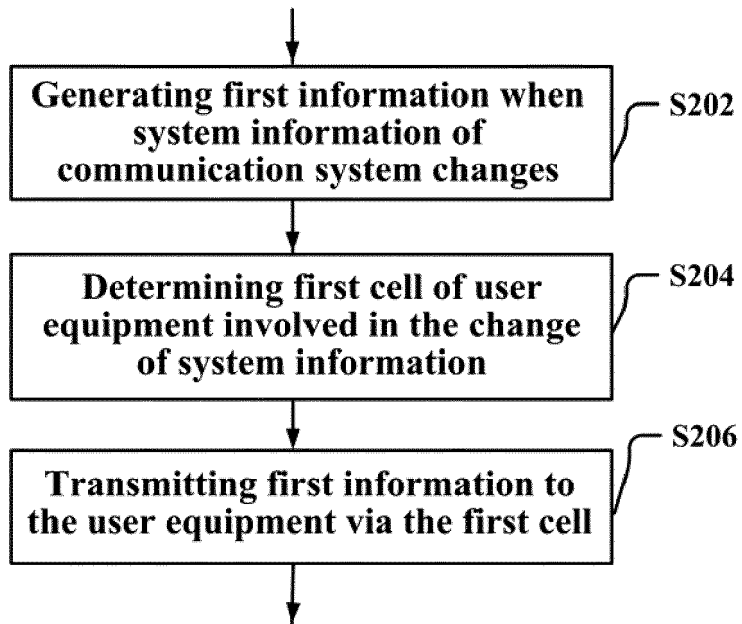 Generating first information when
system information of
communication system changes
S202
Determining first cell of user
equipment involved in the change
of system information
S204
Transmitting first information to
the user equipment via the first cell
S206